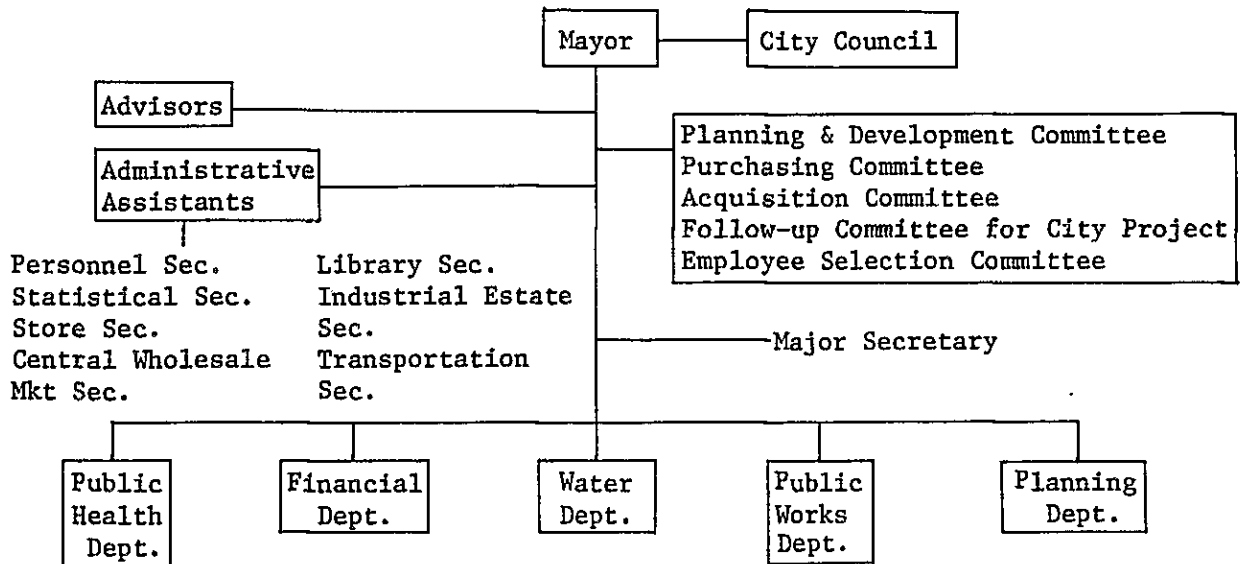 Mayor
City Council
Advisors
Planning & Development Committee
Purchasing Committee
Acquisition Committee
Follow-up Committee for City Project
Employee Selection Committee
Administrative
Assistants
Personnel Sec.
Statistical Sec.
Store Sec.
Central Wholesale
Mkt Sec.
Library Sec.
Industrial Estate
Sec.
Transportation
Sec.
Major Secretary
Public
Health
Dept.
Financial
Dept.
Water
Dept.
Public
Works
Dept.
Planning
Dept.